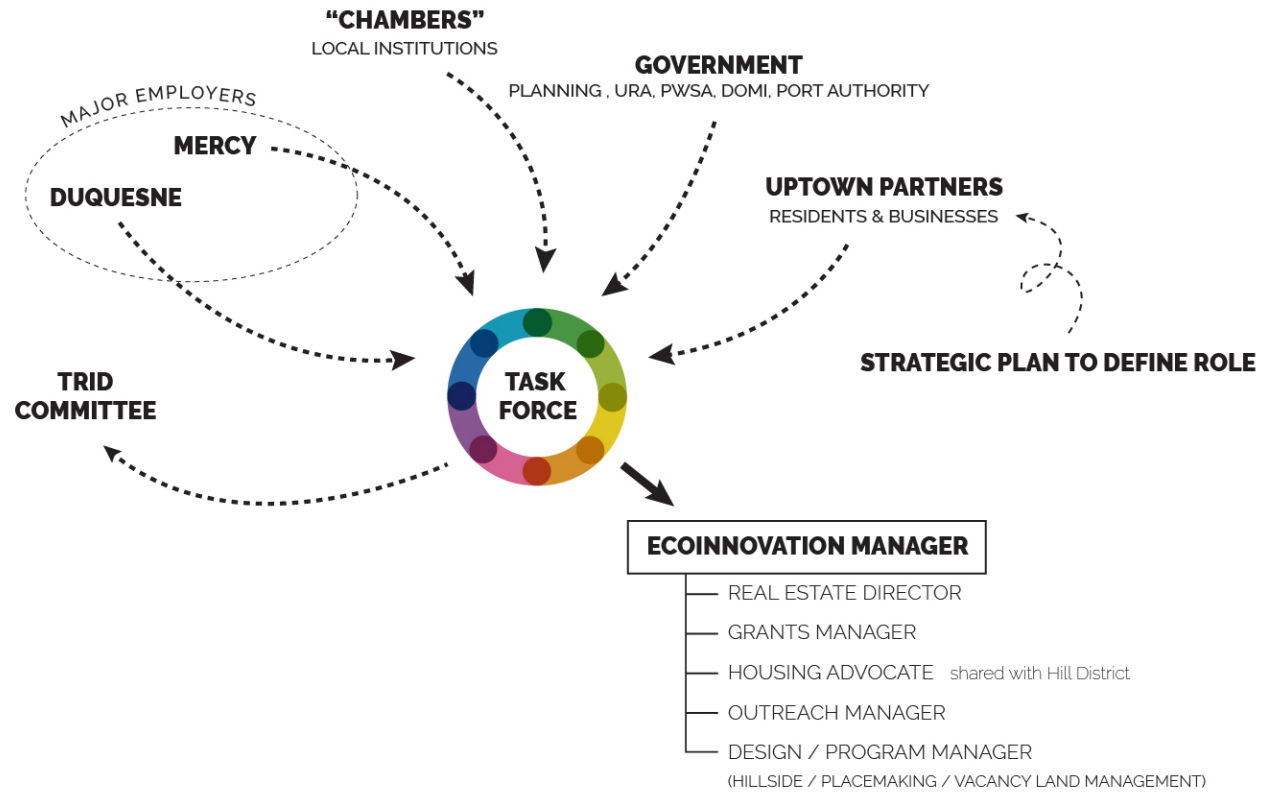 “CHAMBERS”
LOCAL INSTITUTIONS
GOVERNMENT
PLANNING , URA, PWSA, DOMI, PORT AUTHORITY
MAJOR EMPLOYERS
MERCY
DUQUESNE
UPTOWN PARTNERS
RESIDENTS & BUSINESSES
STRATEGIC PLAN TO DEFINE ROLE
TRID
COMMITTEE
TASK
FORCE
ECOINNOVATION MANAGER
REAL ESTATE DIRECTOR
GRANTS MANAGER
HOUSING ADVOCATE shared with Hill District
OUTREACH MANAGER
DESIGN / PROGRAM MANAGER
(HILLSIDE / PLACEMAKING / VACANCY LAND MANAGEMENT)